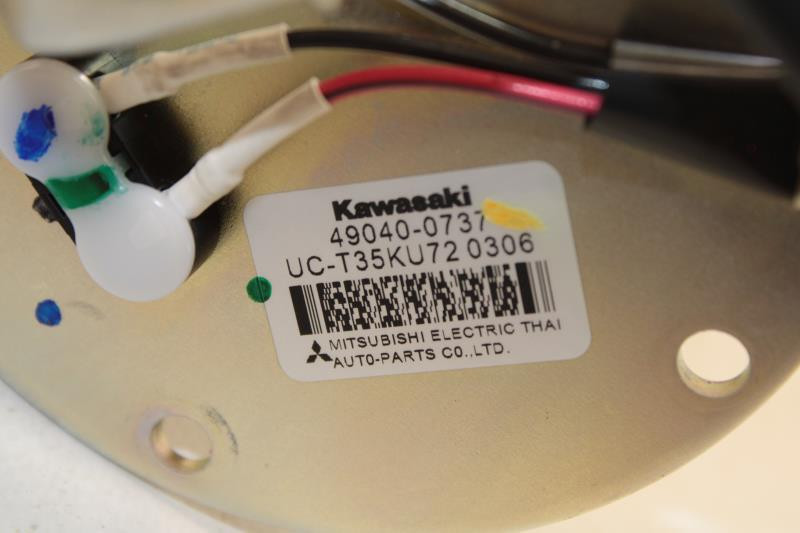 Kawasaki
49040-0737
UC-T35KU72 0306
MITSUBISHI ELECTRIC THAI
AUTO-PARTS CO.,LTD.